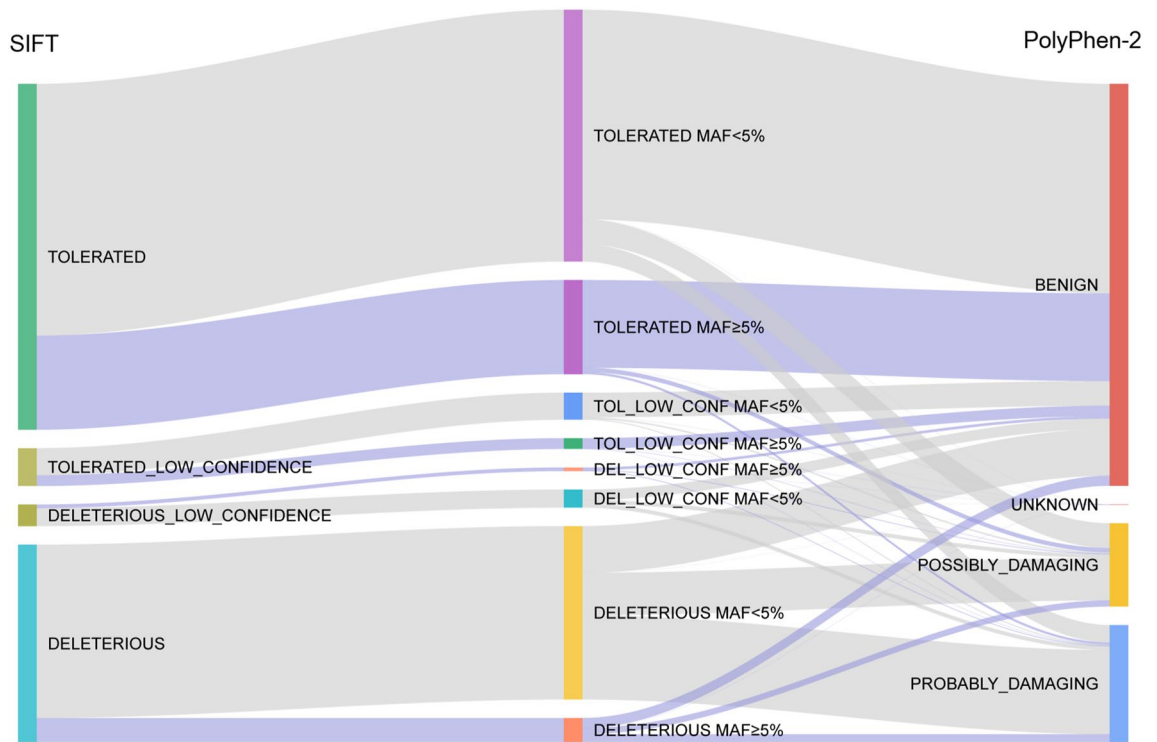 SIFT
PolyPhen-2
TOLERATED MAF<5%
TOLERATED
BENIGN
TOLERATED MAF≥5%
TOL_LOW_CONF MAF<5%
TOL_LOW_CONF MAF≥5%
TOLERATED_LOW_CONFIDENCE
DEL_LOW_CONF MAF≥5%
DEL_LOW_CONF MAF<5%
UNKNOWN
DELETERIOUS_LOW_CONFIDENCE
POSSIBLY_DAMAGING
DELETERIOUS MAF<5%
DELETERIOUS
PROBABLY_DAMAGING
DELETERIOUS MAF≥5%